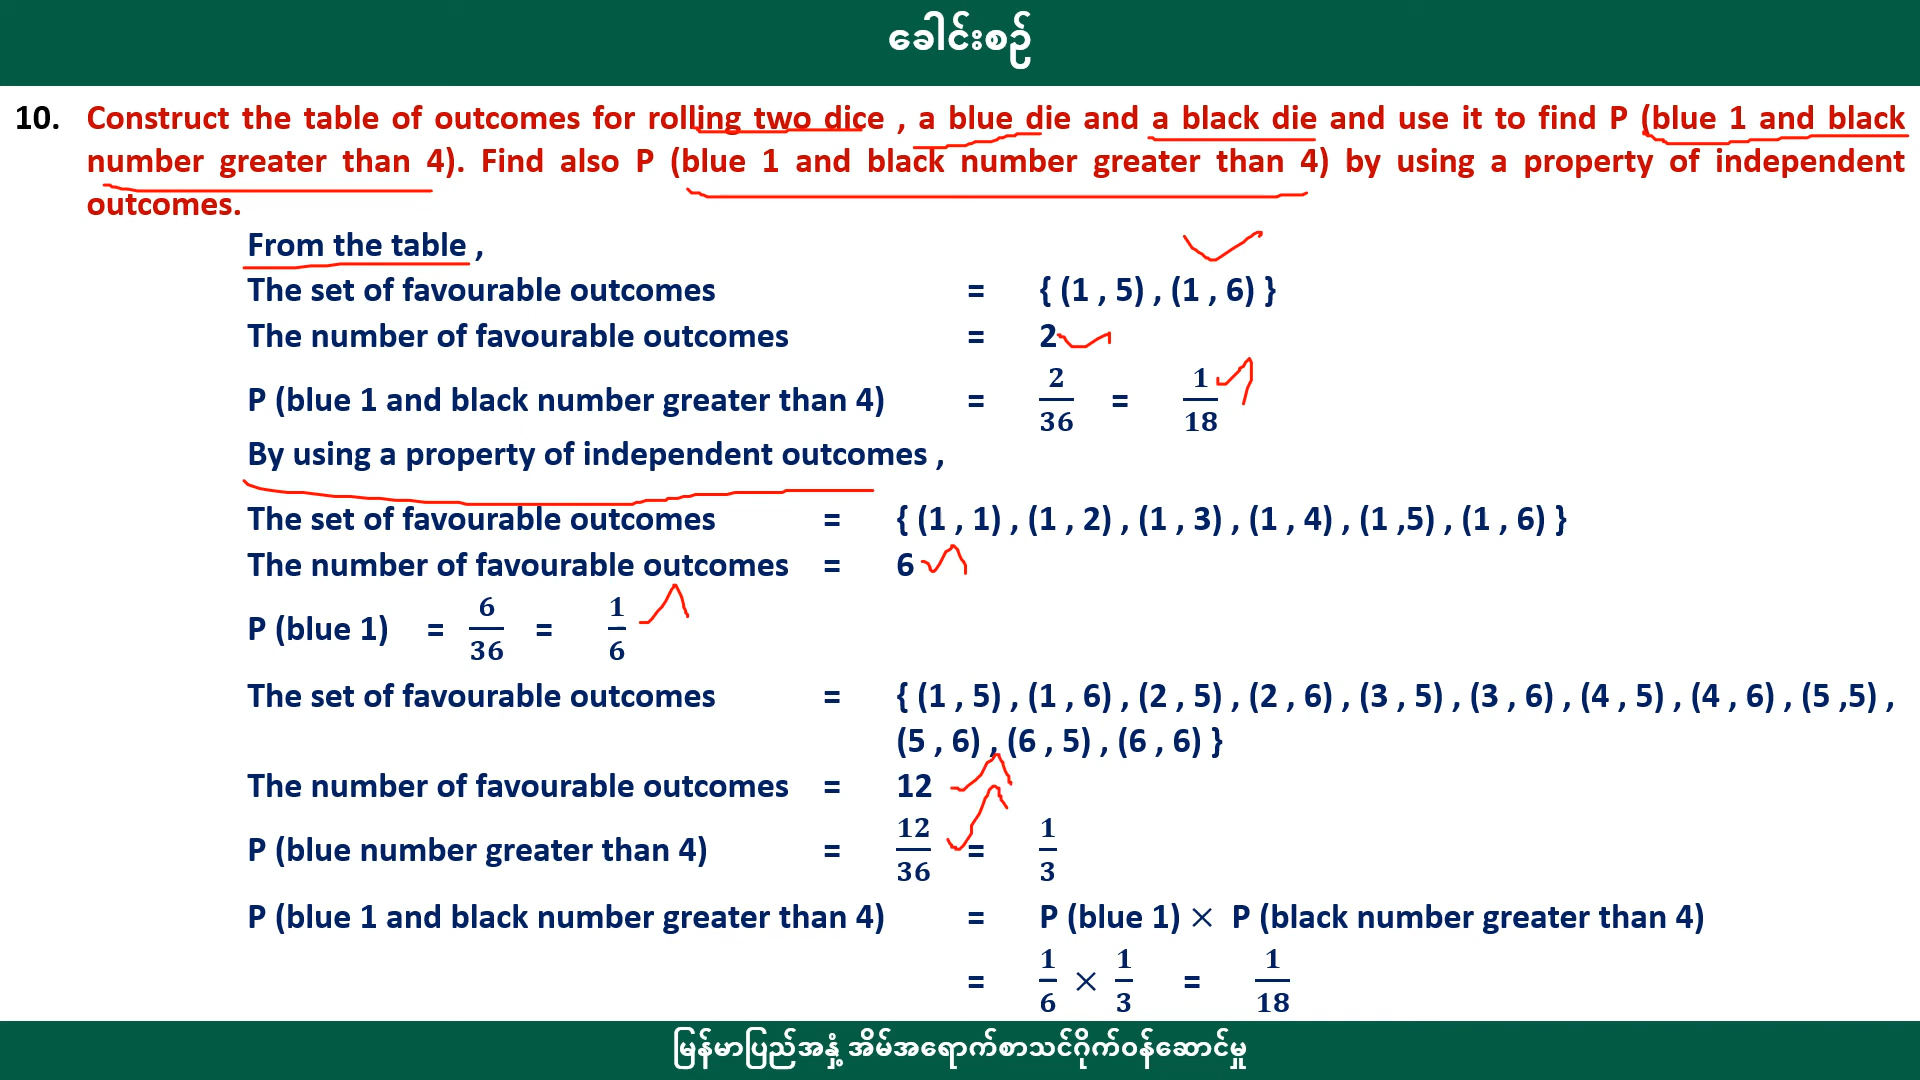 ခေါင်းစဉ်
10. Construct the table of outcomes for rolling two dice , a blue die and a black die and use it to find P (blue 1 and black
number greater than 4). Find also P (blue 1 and black number greater than 4) by using a property of independent
outcomes.
From the table ,
The set of favourable outcomes = { (1 , 5) , (1 , 6) }
The number of favourable outcomes = 2
P (blue 1 and black number greater than 4) = 2/36 = 1/18
By using a property of independent outcomes ,
The set of favourable outcomes = { (1 , 1) , (1 , 2) , (1 , 3) , (1 , 4) , (1 ,5) , (1 , 6) }
The number of favourable outcomes = 6
P (blue 1) = 6/36 = 1/6
The set of favourable outcomes = { (1 , 5) , (1 , 6) , (2 , 5) , (2 , 6) , (3 , 5) , (3 , 6) , (4 , 5) , (4 , 6) , (5 ,5) ,
(5 , 6) , (6 , 5) , (6 , 6) }
The number of favourable outcomes = 12
P (blue number greater than 4) = 12/36 = 1/3
P (blue 1 and black number greater than 4) = P (blue 1) × P (black number greater than 4)
= 1/6 × 1/3 = 1/18
မြန်မာပြည်အနှံ့ အိမ်အရောက်စာသင်ဂိုက်ဝန်ဆောင်မှု